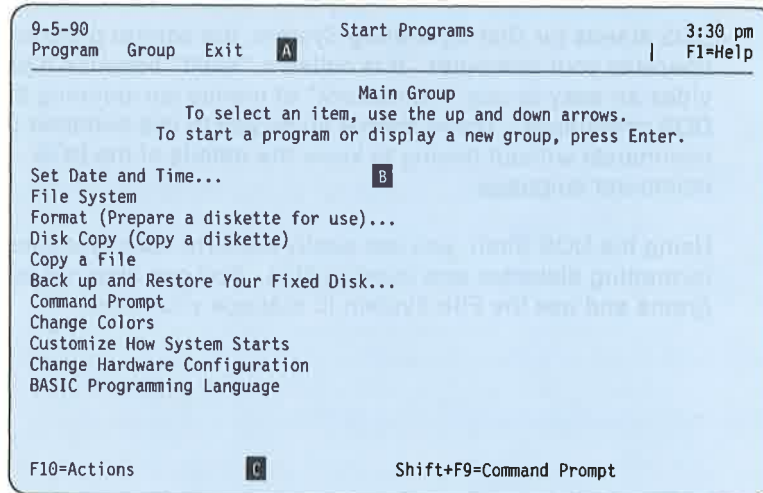 9-5-90 Start Programs 3:30 pm
Program Group Exit A | F1=Help
Main Group
To select an item, use the up and down arrows.
To start a program or display a new group, press Enter.
Set Date and Time... B
File System
Format (Prepare a diskette for use)...
Disk Copy (Copy a diskette)
Copy a File
Back up and Restore Your Fixed Disk...
Command Prompt
Change Colors
Customize How System Starts
Change Hardware Configuration
BASIC Programming Language
F10=Actions C Shift+F9=Command Prompt